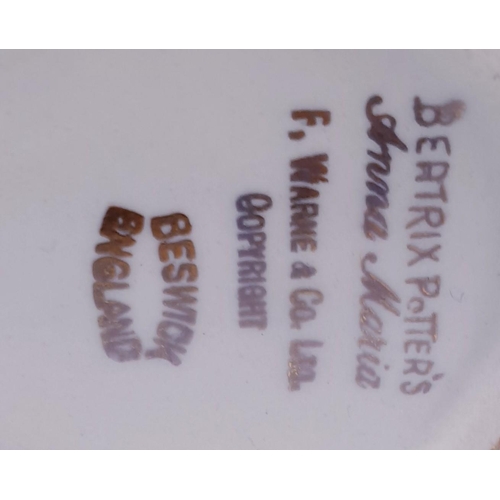 BEATRIX POTTER'S
Anna Maria
F. WARNE & Co. LTD.
COPYRIGHT
BESWICK
ENGLAND